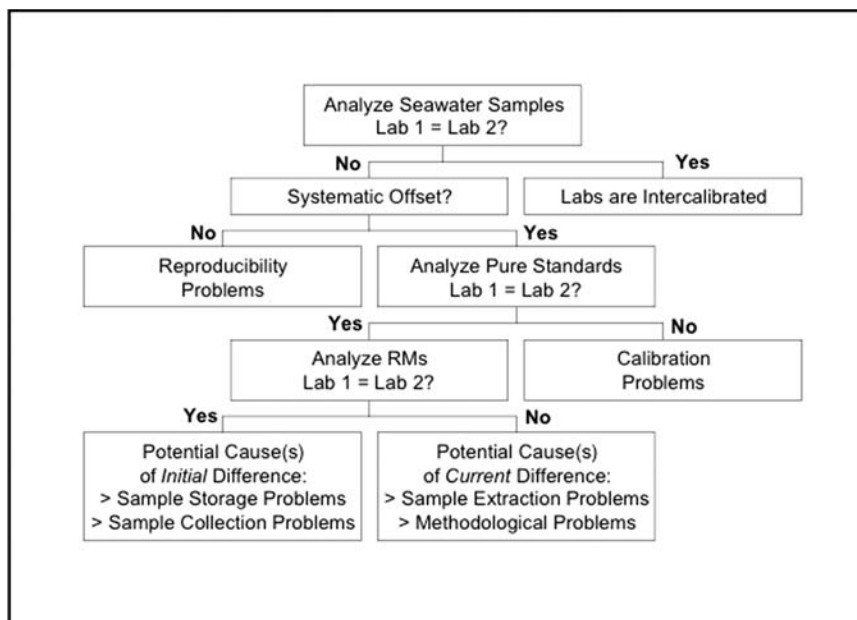 Analyze Seawater Samples
Lab 1 = Lab 2?
No
Yes
Systematic Offset?
Labs are Intercalibrated
No
Yes
Reproducibility
Problems
Analyze Pure Standards
Lab 1 = Lab 2?
Yes
No
Analyze RMs
Lab 1 = Lab 2?
Calibration
Problems
Yes
No
Potential Cause(s)
of Initial Difference:
> Sample Storage Problems
> Sample Collection Problems
Potential Cause(s)
of Current Difference:
> Sample Extraction Problems
> Methodological Problems